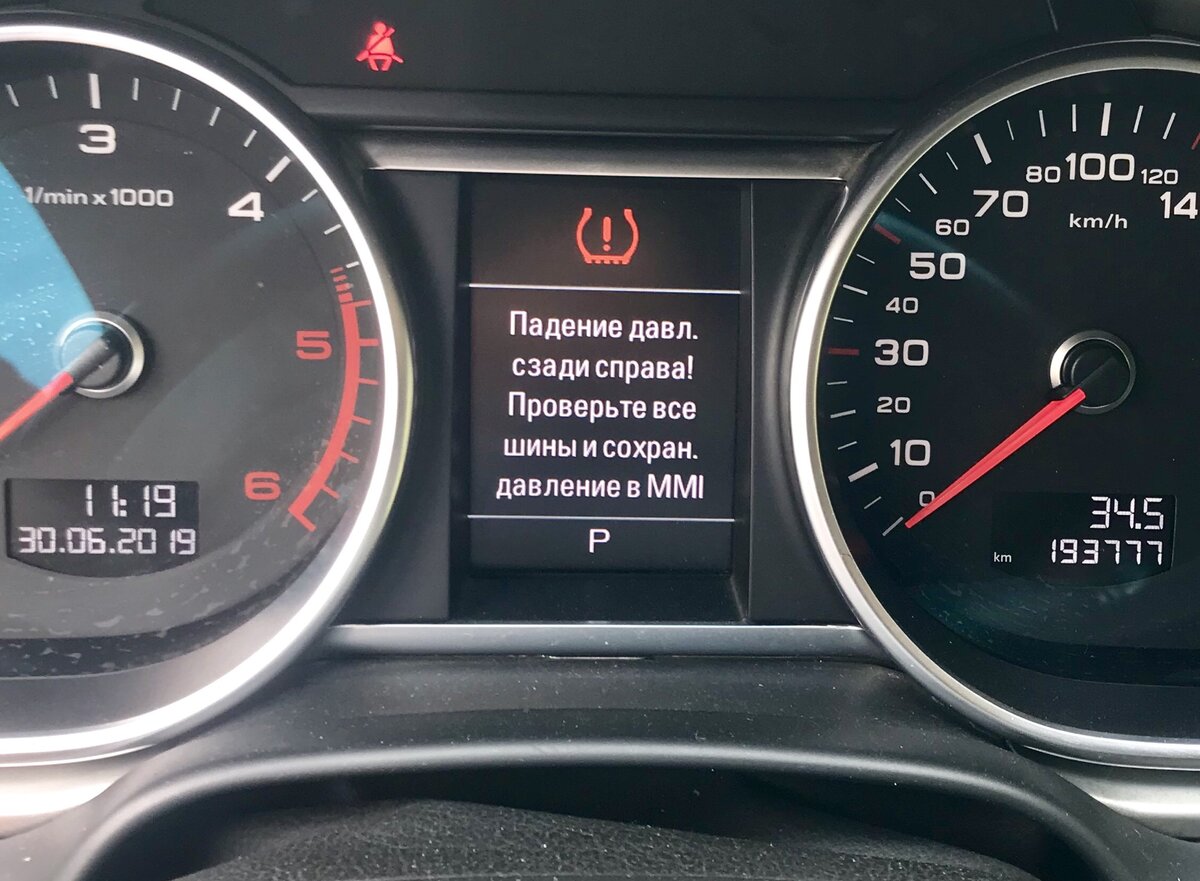 3
1/min x 1000
4
5
6
11:19
30.06.2019
Падение давл.
сзади справа!
Проверьте все
шины и сохран.
давление в MMI
P
80 100 120
70 14
60 km/h
50
40
30
20
10
0
34.5
km 193777